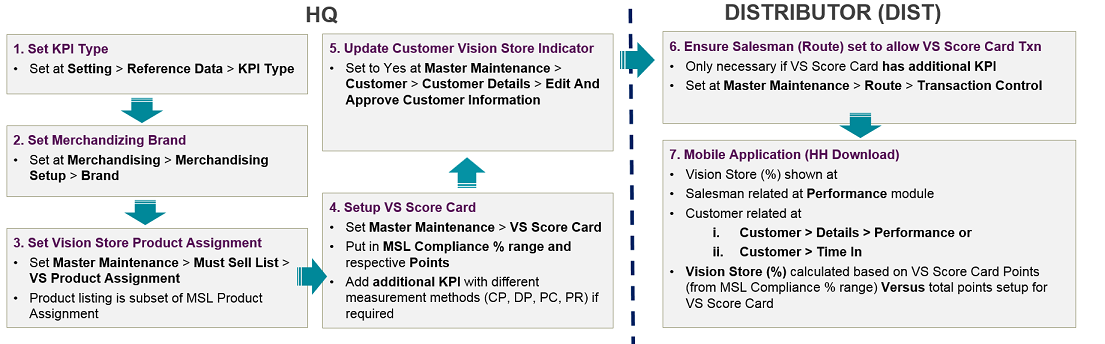 HQ
DISTRIBUTOR (DIST)
1. Set KPI Type
• Set at Setting > Reference Data > KPI Type
2. Set Merchandizing Brand
• Set at Merchandising > Merchandising
Setup > Brand
3. Set Vision Store Product Assignment
• Set Master Maintenance > Must Sell List >
VS Product Assignment
• Product listing is subset of MSL Product
Assignment
4. Setup VS Score Card
• Set Master Maintenance > VS Score Card
• Put in MSL Compliance % range and
respective Points
• Add additional KPI with different
measurement methods (CP, DP, PC, PR) if
required
5. Update Customer Vision Store Indicator
• Set to Yes at Master Maintenance >
Customer > Customer Details > Edit And
Approve Customer Information
6. Ensure Salesman (Route) set to allow VS Score Card Txn
• Only necessary if VS Score Card has additional KPI
• Set at Master Maintenance > Route > Transaction Control
7. Mobile Application (HH Download)
• Vision Store (%) shown at
• Salesman related at Performance module
• Customer related at
i. Customer > Details > Performance or
ii. Customer > Time In
• Vision Store (%) calculated based on VS Score Card Points
(from MSL Compliance % range) Versus total points setup for
VS Score Card